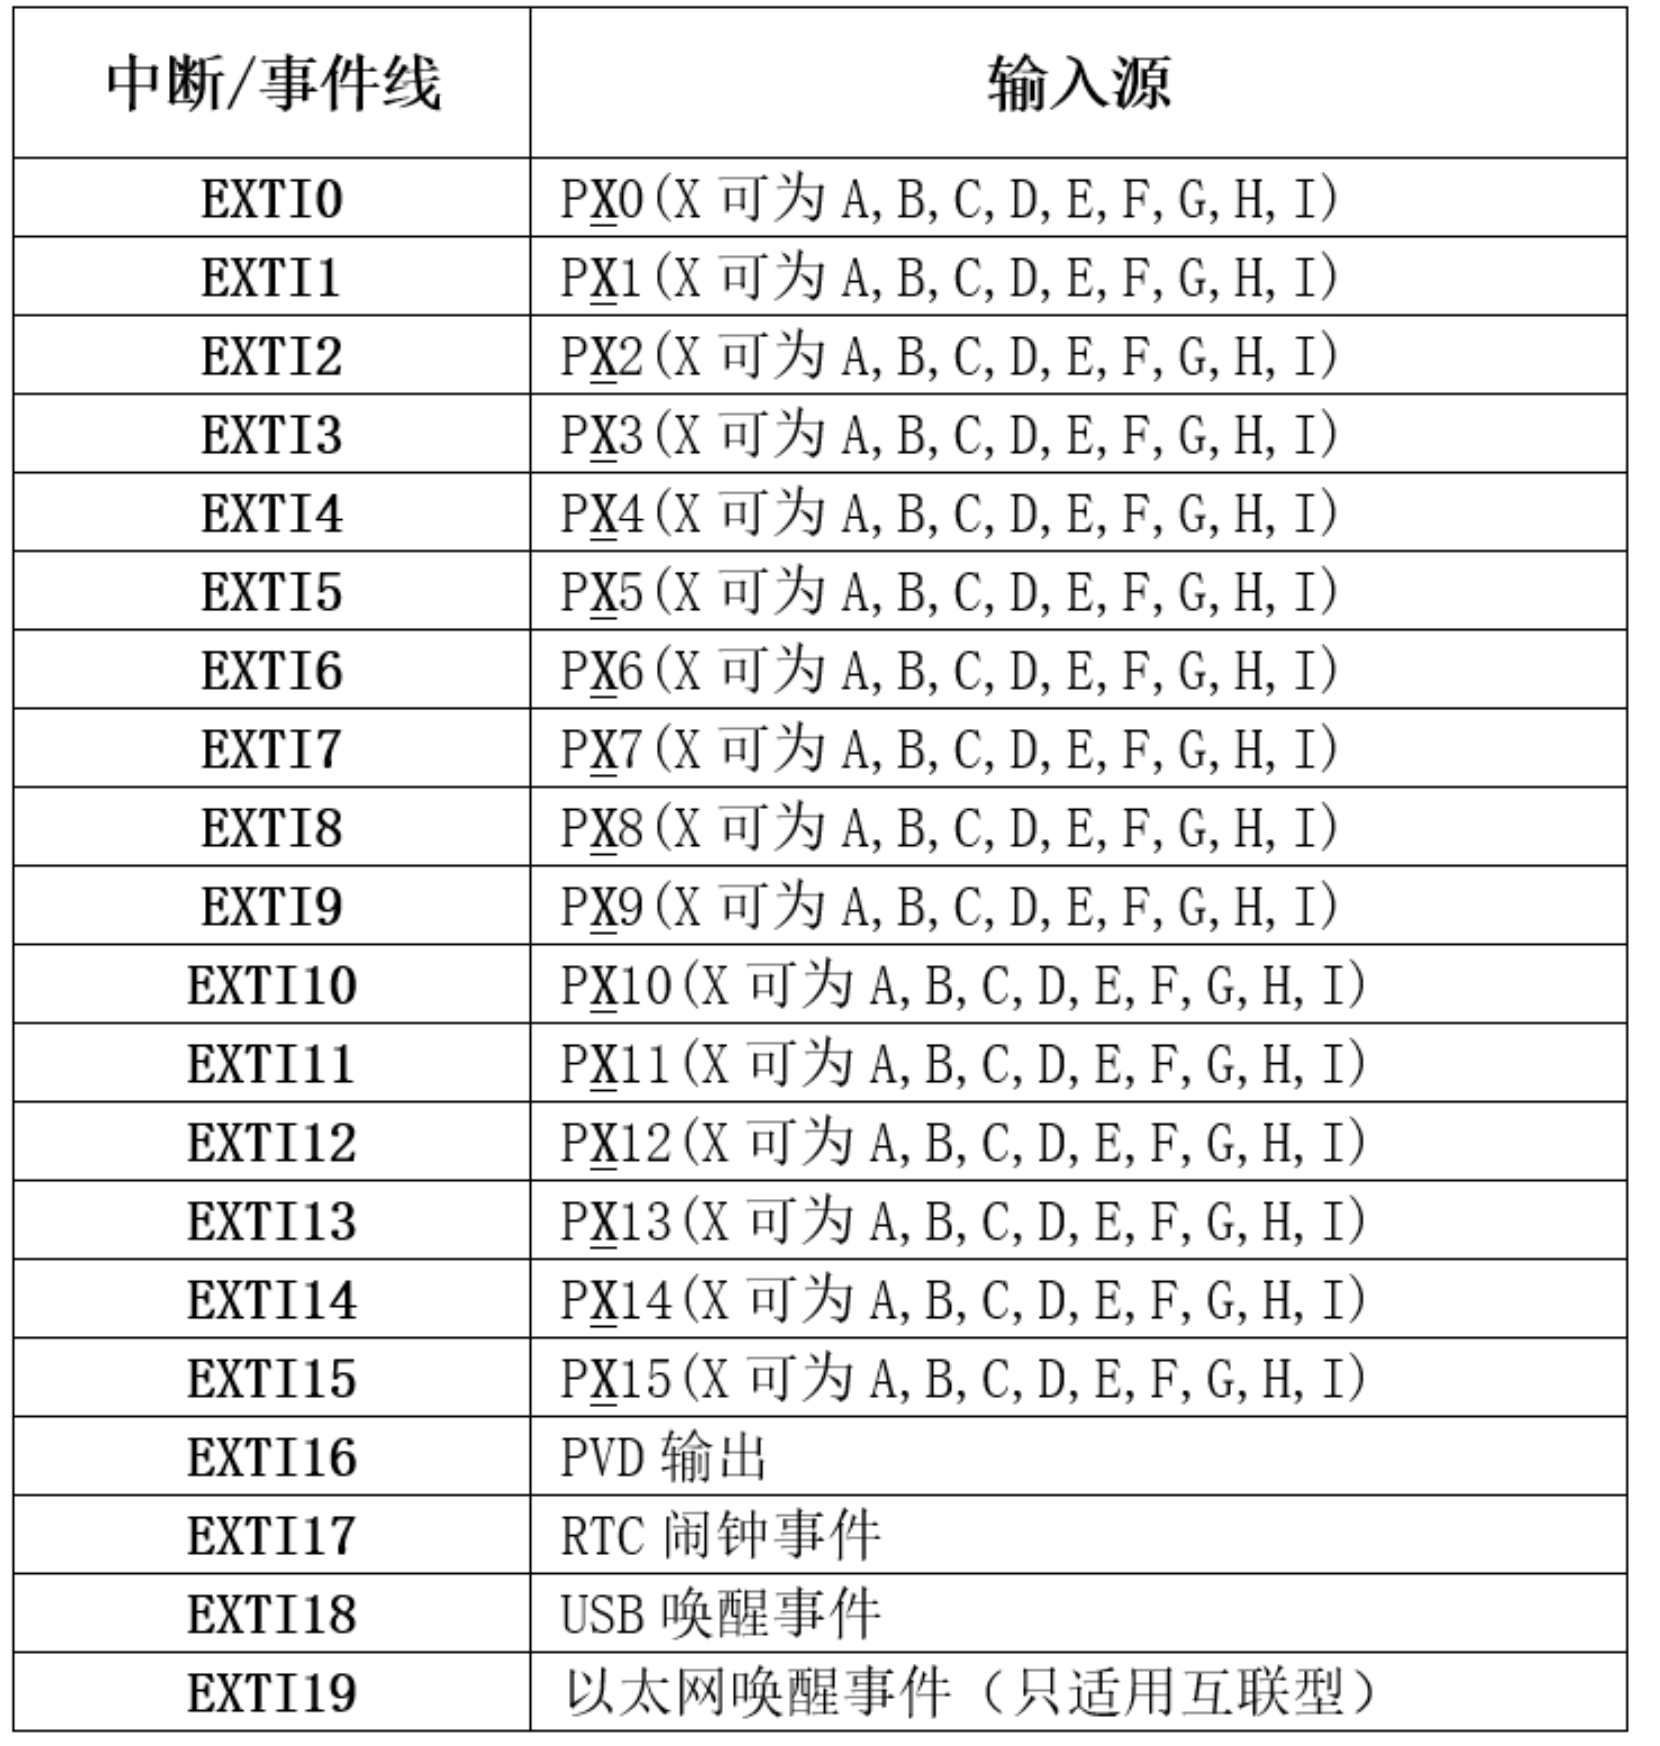 中断/事件线 输入源
EXTI0 PX0(X 可为 A,B,C,D,E,F,G,H,I)
EXTI1 PX1(X 可为 A,B,C,D,E,F,G,H,I)
EXTI2 PX2(X 可为 A,B,C,D,E,F,G,H,I)
EXTI3 PX3(X 可为 A,B,C,D,E,F,G,H,I)
EXTI4 PX4(X 可为 A,B,C,D,E,F,G,H,I)
EXTI5 PX5(X 可为 A,B,C,D,E,F,G,H,I)
EXTI6 PX6(X 可为 A,B,C,D,E,F,G,H,I)
EXTI7 PX7(X 可为 A,B,C,D,E,F,G,H,I)
EXTI8 PX8(X 可为 A,B,C,D,E,F,G,H,I)
EXTI9 PX9(X 可为 A,B,C,D,E,F,G,H,I)
EXTI10 PX10(X 可为 A,B,C,D,E,F,G,H,I)
EXTI11 PX11(X 可为 A,B,C,D,E,F,G,H,I)
EXTI12 PX12(X 可为 A,B,C,D,E,F,G,H,I)
EXTI13 PX13(X 可为 A,B,C,D,E,F,G,H,I)
EXTI14 PX14(X 可为 A,B,C,D,E,F,G,H,I)
EXTI15 PX15(X 可为 A,B,C,D,E,F,G,H,I)
EXTI16 PVD 输出
EXTI17 RTC 闹钟事件
EXTI18 USB 唤醒事件
EXTI19 以太网唤醒事件（只适用互联型）